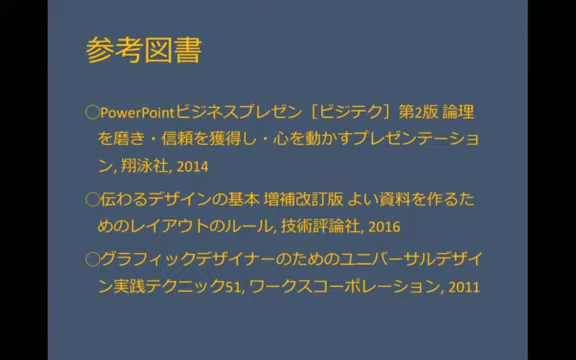 参考図書
○PowerPointビジネスプレゼン［ビジテク］第2版 論理
を磨き・信頼を獲得し・心を動かすプレゼンテーショ
ン, 翔泳社, 2014
○伝わるデザインの基本 増補改訂版 よい資料を作るた
めのレイアウトのルール, 技術評論社, 2016
○グラフィックデザイナーのためのユニバーサルデザイ
ン実践テクニック51, ワークスコーポレーション, 2011